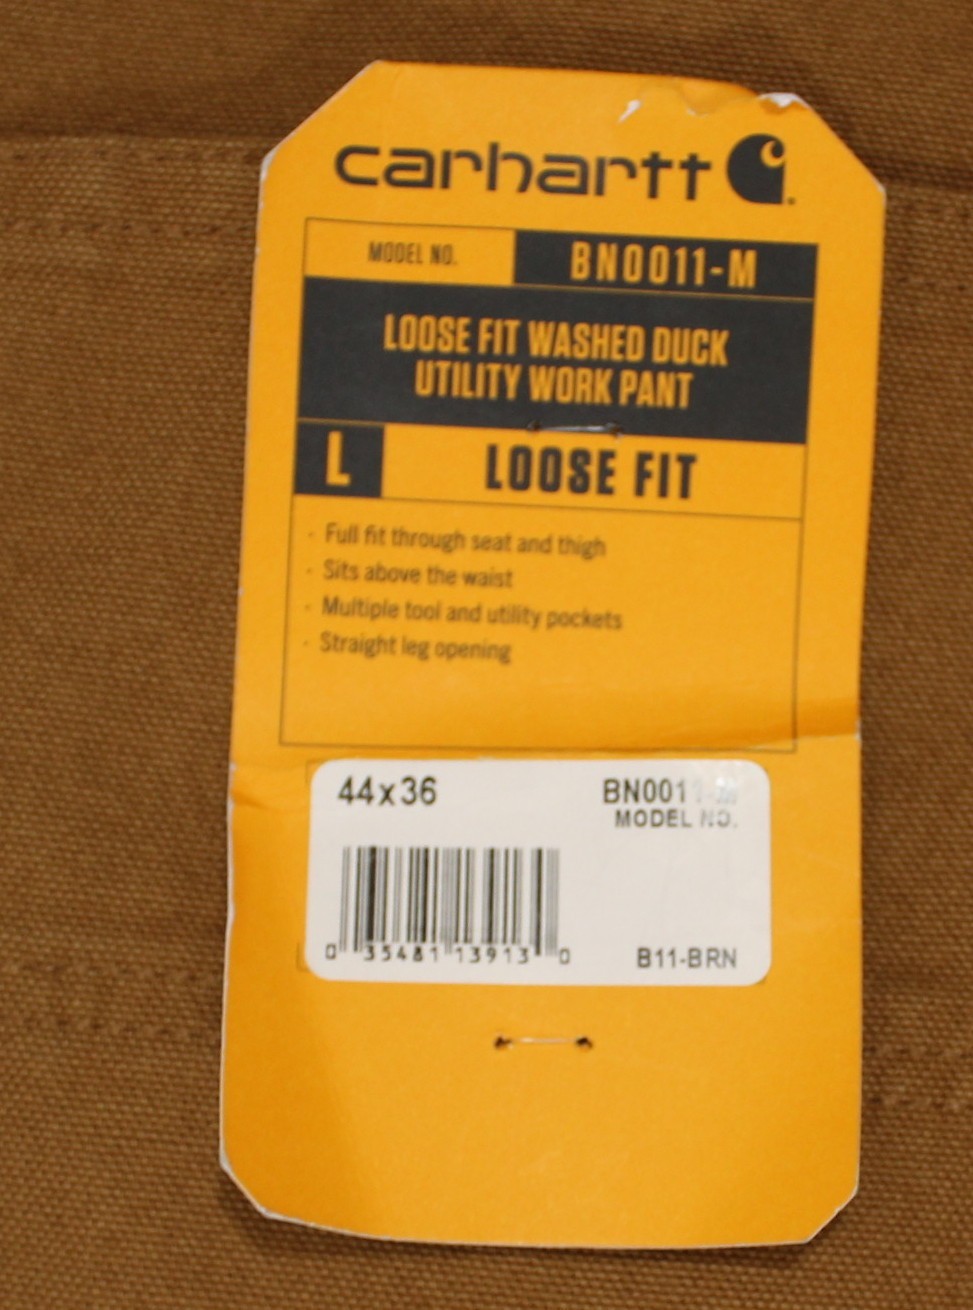 carhartt
MODEL NO. BN0011-M
LOOSE FIT WASHED DUCK
UTILITY WORK PANT
L LOOSE FIT
· Full fit through seat and thigh
· Sits above the waist
· Multiple tool and utility pockets
· Straight leg opening
44x36 BN0011-M
MODEL NO.
0 35481 13913 0 B11-BRN